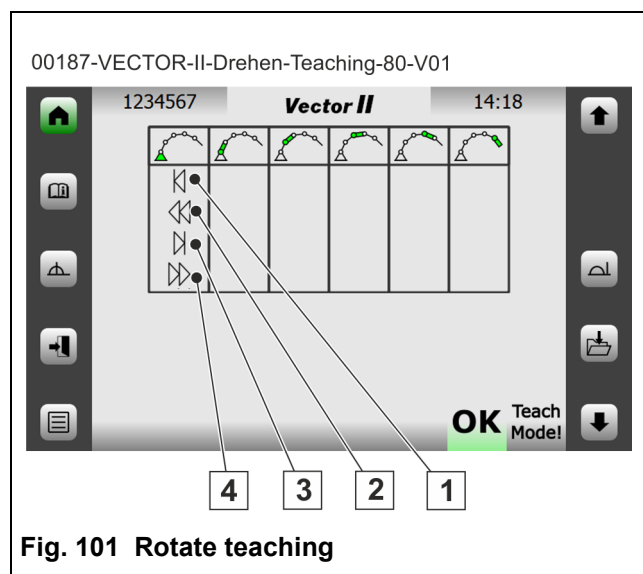 00187-VECTOR-II-Drehen-Teaching-80-V01
1234567 Vector II 14:18
OK Teach Mode!
4 3 2 1
Fig. 101 Rotate teaching